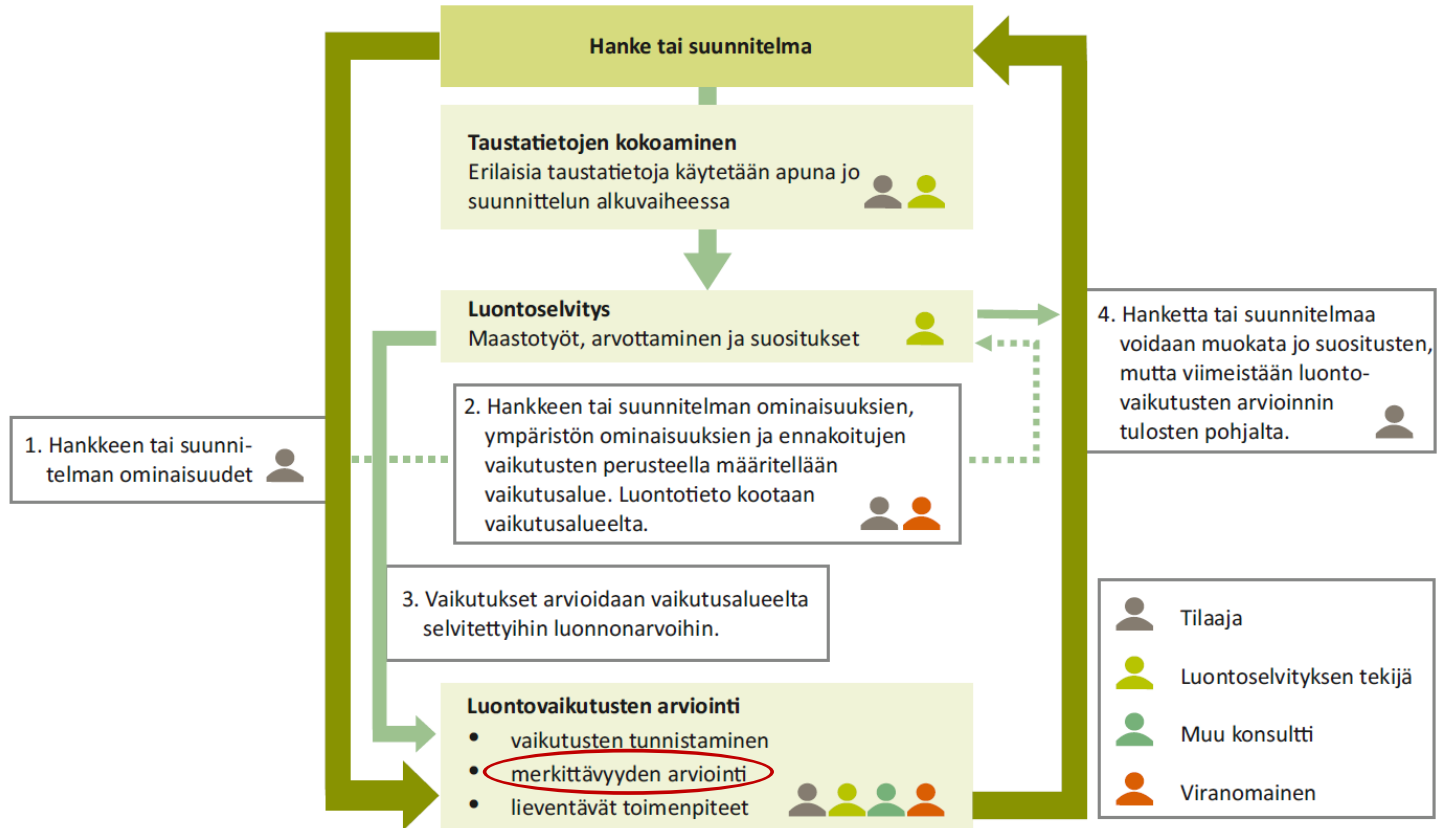 Hanke tai suunnitelma
Taustatietojen kokoaminen
Erilaisia taustatietoja käytetään apuna jo
suunnittelun alkuvaiheessa
Luontoselvitys
Maastotyöt, arvottaminen ja suositukset
1. Hankkeen tai suunni-
telman ominaisuudet
2. Hankkeen tai suunnitelman ominaisuuksien,
ympäristön ominaisuuksien ja ennakoitujen
vaikutusten perusteella määritellään
vaikutusalue. Luontotieto kootaan
vaikutusalueelta.
3. Vaikutukset arvioidaan vaikutusalueelta
selvitettyihin luonnonarvoihin.
4. Hanketta tai suunnitelmaa
voidaan muokata jo suositusten,
mutta viimeistään luonto-
vaikutusten arvioinnin
tulosten pohjalta.
Luontovaikutusten arviointi
• vaikutusten tunnistaminen
• merkittävyyden arviointi
• lieventävät toimenpiteet
Tilaaja
Luontoselvityksen tekijä
Muu konsultti
Viranomainen